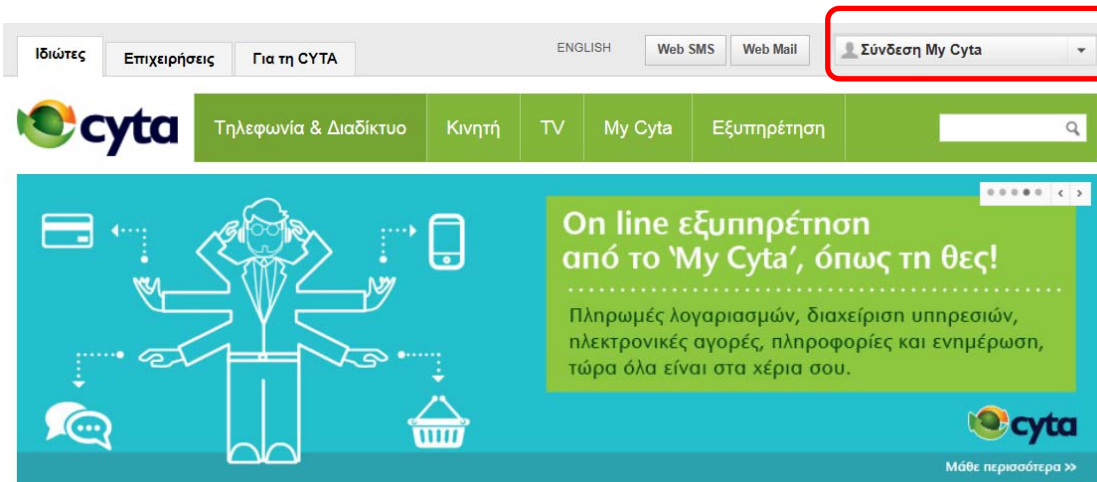 Ιδιώτες
Επιχειρήσεις
Για τη CYTA
ENGLISH
Web SMS
Web Mail
Σύνδεση My Cyta
cyta
Τηλεφωνία & Διαδίκτυο
Κινητή
TV
My Cyta
Εξυπηρέτηση
On line εξυπηρέτηση
από το ‘My Cyta’, όπως τη θες!
Πληρωμές λογαριασμών, διαχείριση υπηρεσιών,
ηλεκτρονικές αγορές, πληροφορίες και ενημέρωση,
τώρα όλα είναι στα χέρια σου.
cyta
Μάθε περισσότερα >>